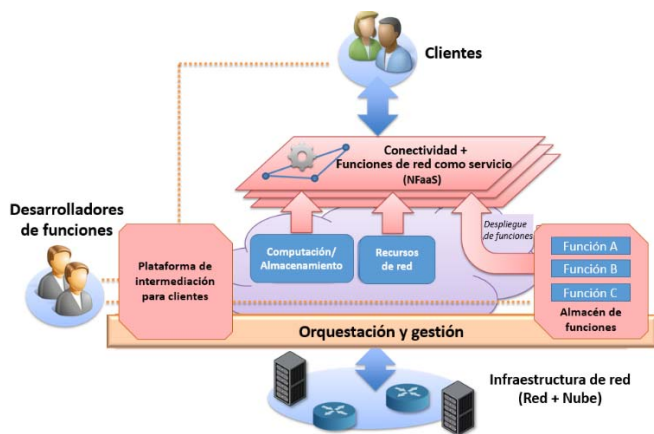 Clientes
Conectividad +
Funciones de red como servicio
(NFaaS)
Desarrolladores
de funciones
Plataforma de
intermediación
para clientes
Computación/
Almacenamiento
Recursos
de red
Despliegue
de funciones
Función A
Función B
Función C
Almacén de
funciones
Orquestación y gestión
Infraestructura de red
(Red + Nube)